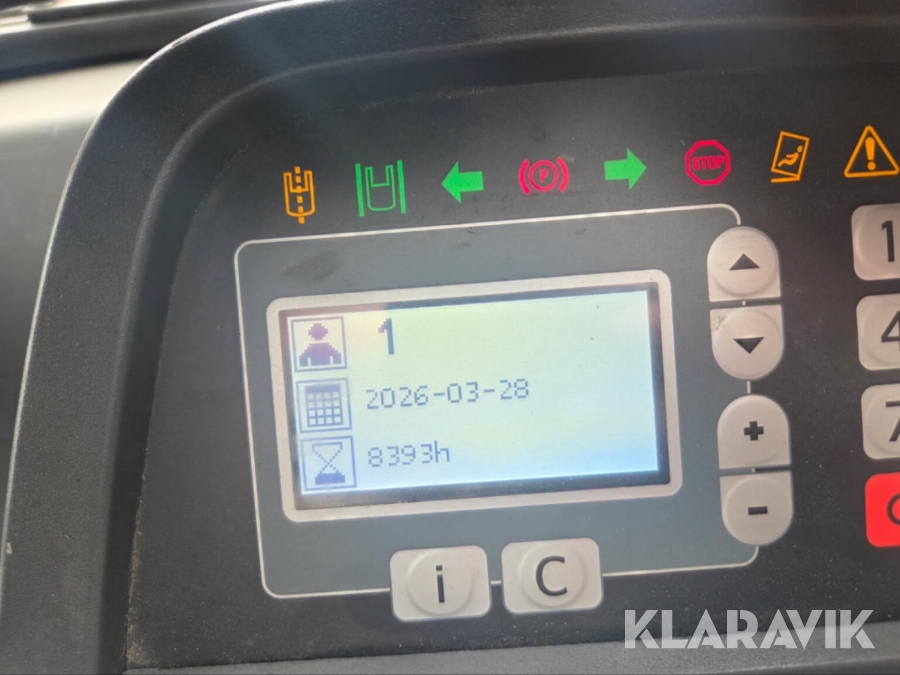 P
STOP
1
2026-03-28
8393h
1
4
7
+
-
i
C
KLARAVIK